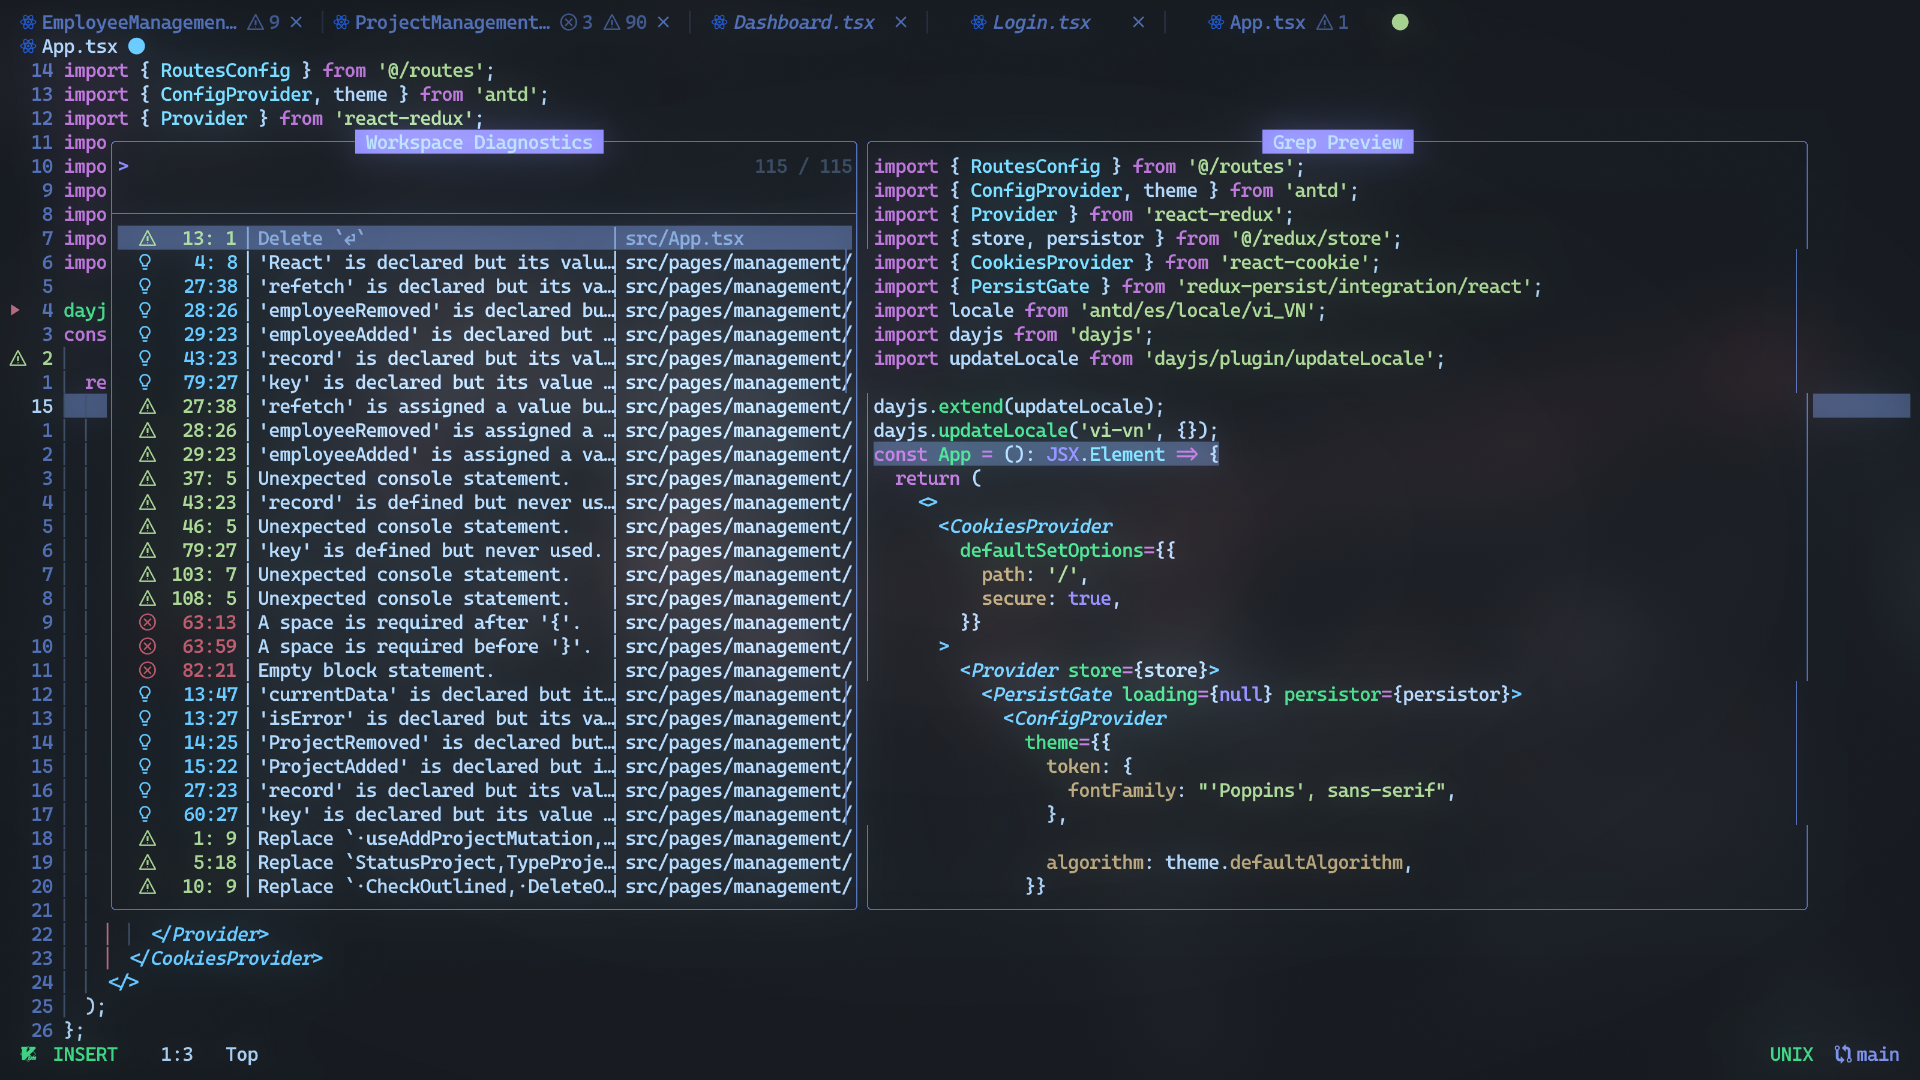 EmployeeManagemen… 9 × ProjectManagement… 3 90 × Dashboard.tsx × Login.tsx × App.tsx 1
App.tsx
14 import { RoutesConfig } from '@/routes';
13 import { ConfigProvider, theme } from 'antd';
12 import { Provider } from 'react-redux';
11 impo
10 impo
9 impo
8 impo
7 impo
6 impo
5
4 dayj
3 cons
2
1 re
15
1
2
3
4
5
6
7
8
9
10
11
12
13
14
15
16
17
18
19
20
21
22 </Provider>
23 </CookiesProvider>
24 </>
25 );
26 };
Workspace Diagnostics
> 115 / 115
13: 1 Delete `⏎` src/App.tsx
4: 8 'React' is declared but its valu… src/pages/management/
27:38 'refetch' is declared but its va… src/pages/management/
28:26 'employeeRemoved' is declared bu… src/pages/management/
29:23 'employeeAdded' is declared but … src/pages/management/
43:23 'record' is declared but its val… src/pages/management/
79:27 'key' is declared but its value … src/pages/management/
27:38 'refetch' is assigned a value bu… src/pages/management/
28:26 'employeeRemoved' is assigned a … src/pages/management/
29:23 'employeeAdded' is assigned a va… src/pages/management/
37: 5 Unexpected console statement. src/pages/management/
43:23 'record' is defined but never us… src/pages/management/
46: 5 Unexpected console statement. src/pages/management/
79:27 'key' is defined but never used. src/pages/management/
103: 7 Unexpected console statement. src/pages/management/
108: 5 Unexpected console statement. src/pages/management/
63:13 A space is required after '{'. src/pages/management/
63:59 A space is required before '}'. src/pages/management/
82:21 Empty block statement. src/pages/management/
13:47 'currentData' is declared but it… src/pages/management/
13:27 'isError' is declared but its va… src/pages/management/
14:25 'ProjectRemoved' is declared but… src/pages/management/
15:22 'ProjectAdded' is declared but i… src/pages/management/
27:23 'record' is declared but its val… src/pages/management/
60:27 'key' is declared but its value … src/pages/management/
1: 9 Replace `·useAddProjectMutation,… src/pages/management/
5:18 Replace `StatusProject,TypeProje… src/pages/management/
10: 9 Replace `·CheckOutlined,·DeleteO… src/pages/management/
Grep Preview
import { RoutesConfig } from '@/routes';
import { ConfigProvider, theme } from 'antd';
import { Provider } from 'react-redux';
import { store, persistor } from '@/redux/store';
import { CookiesProvider } from 'react-cookie';
import { PersistGate } from 'redux-persist/integration/react';
import locale from 'antd/es/locale/vi_VN';
import dayjs from 'dayjs';
import updateLocale from 'dayjs/plugin/updateLocale';
dayjs.extend(updateLocale);
dayjs.updateLocale('vi-vn', {});
const App = (): JSX.Element => {
return (
<>
<CookiesProvider
defaultSetOptions={{
path: '/',
secure: true,
}}
>
<Provider store={store}>
<PersistGate loading={null} persistor={persistor}>
<ConfigProvider
theme={{
token: {
fontFamily: "'Poppins', sans-serif",
},
algorithm: theme.defaultAlgorithm,
}}
INSERT 1:3 Top UNIX main